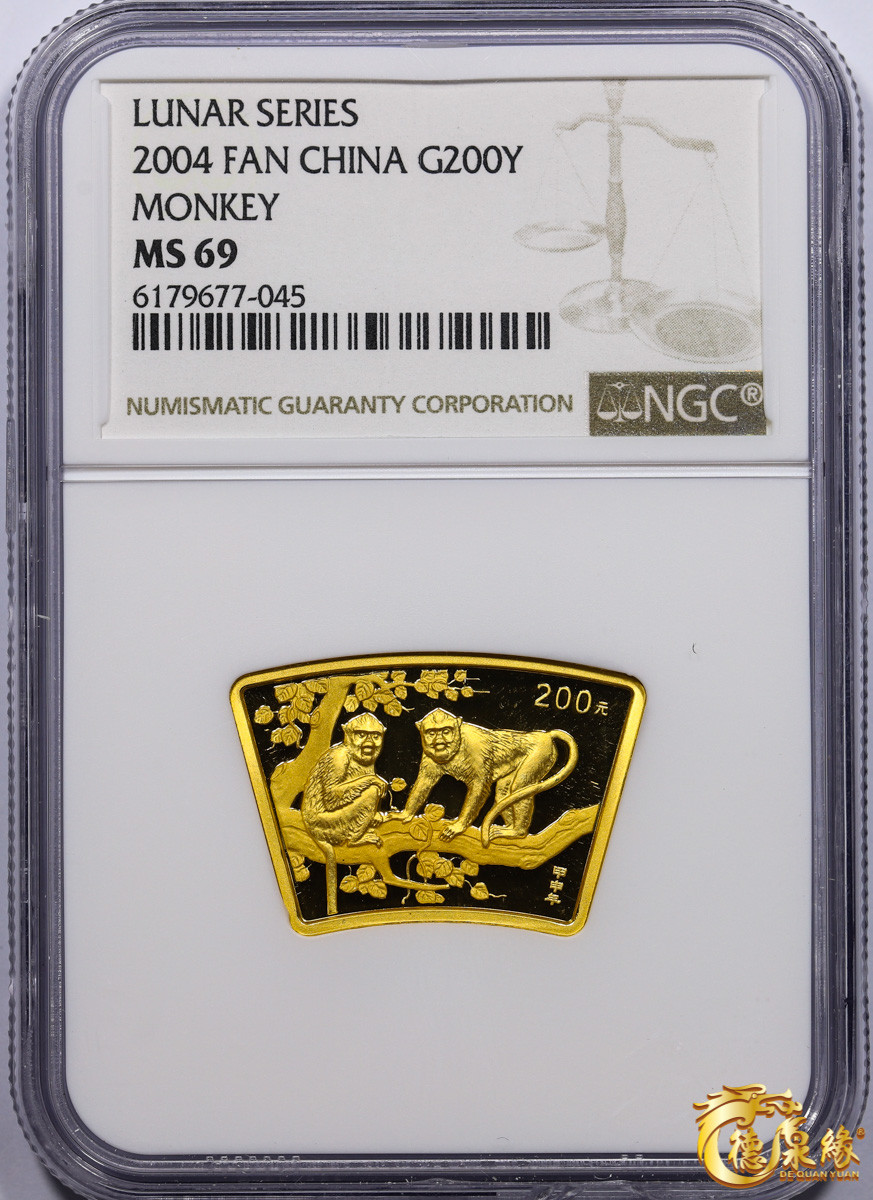 LUNAR SERIES
2004 FAN CHINA G200Y
MONKEY
MS 69
6179677-045
NUMISMATIC GUARANTY CORPORATION
NGC®
200元
甲申年
德泉緣®
DE QUAN YUAN